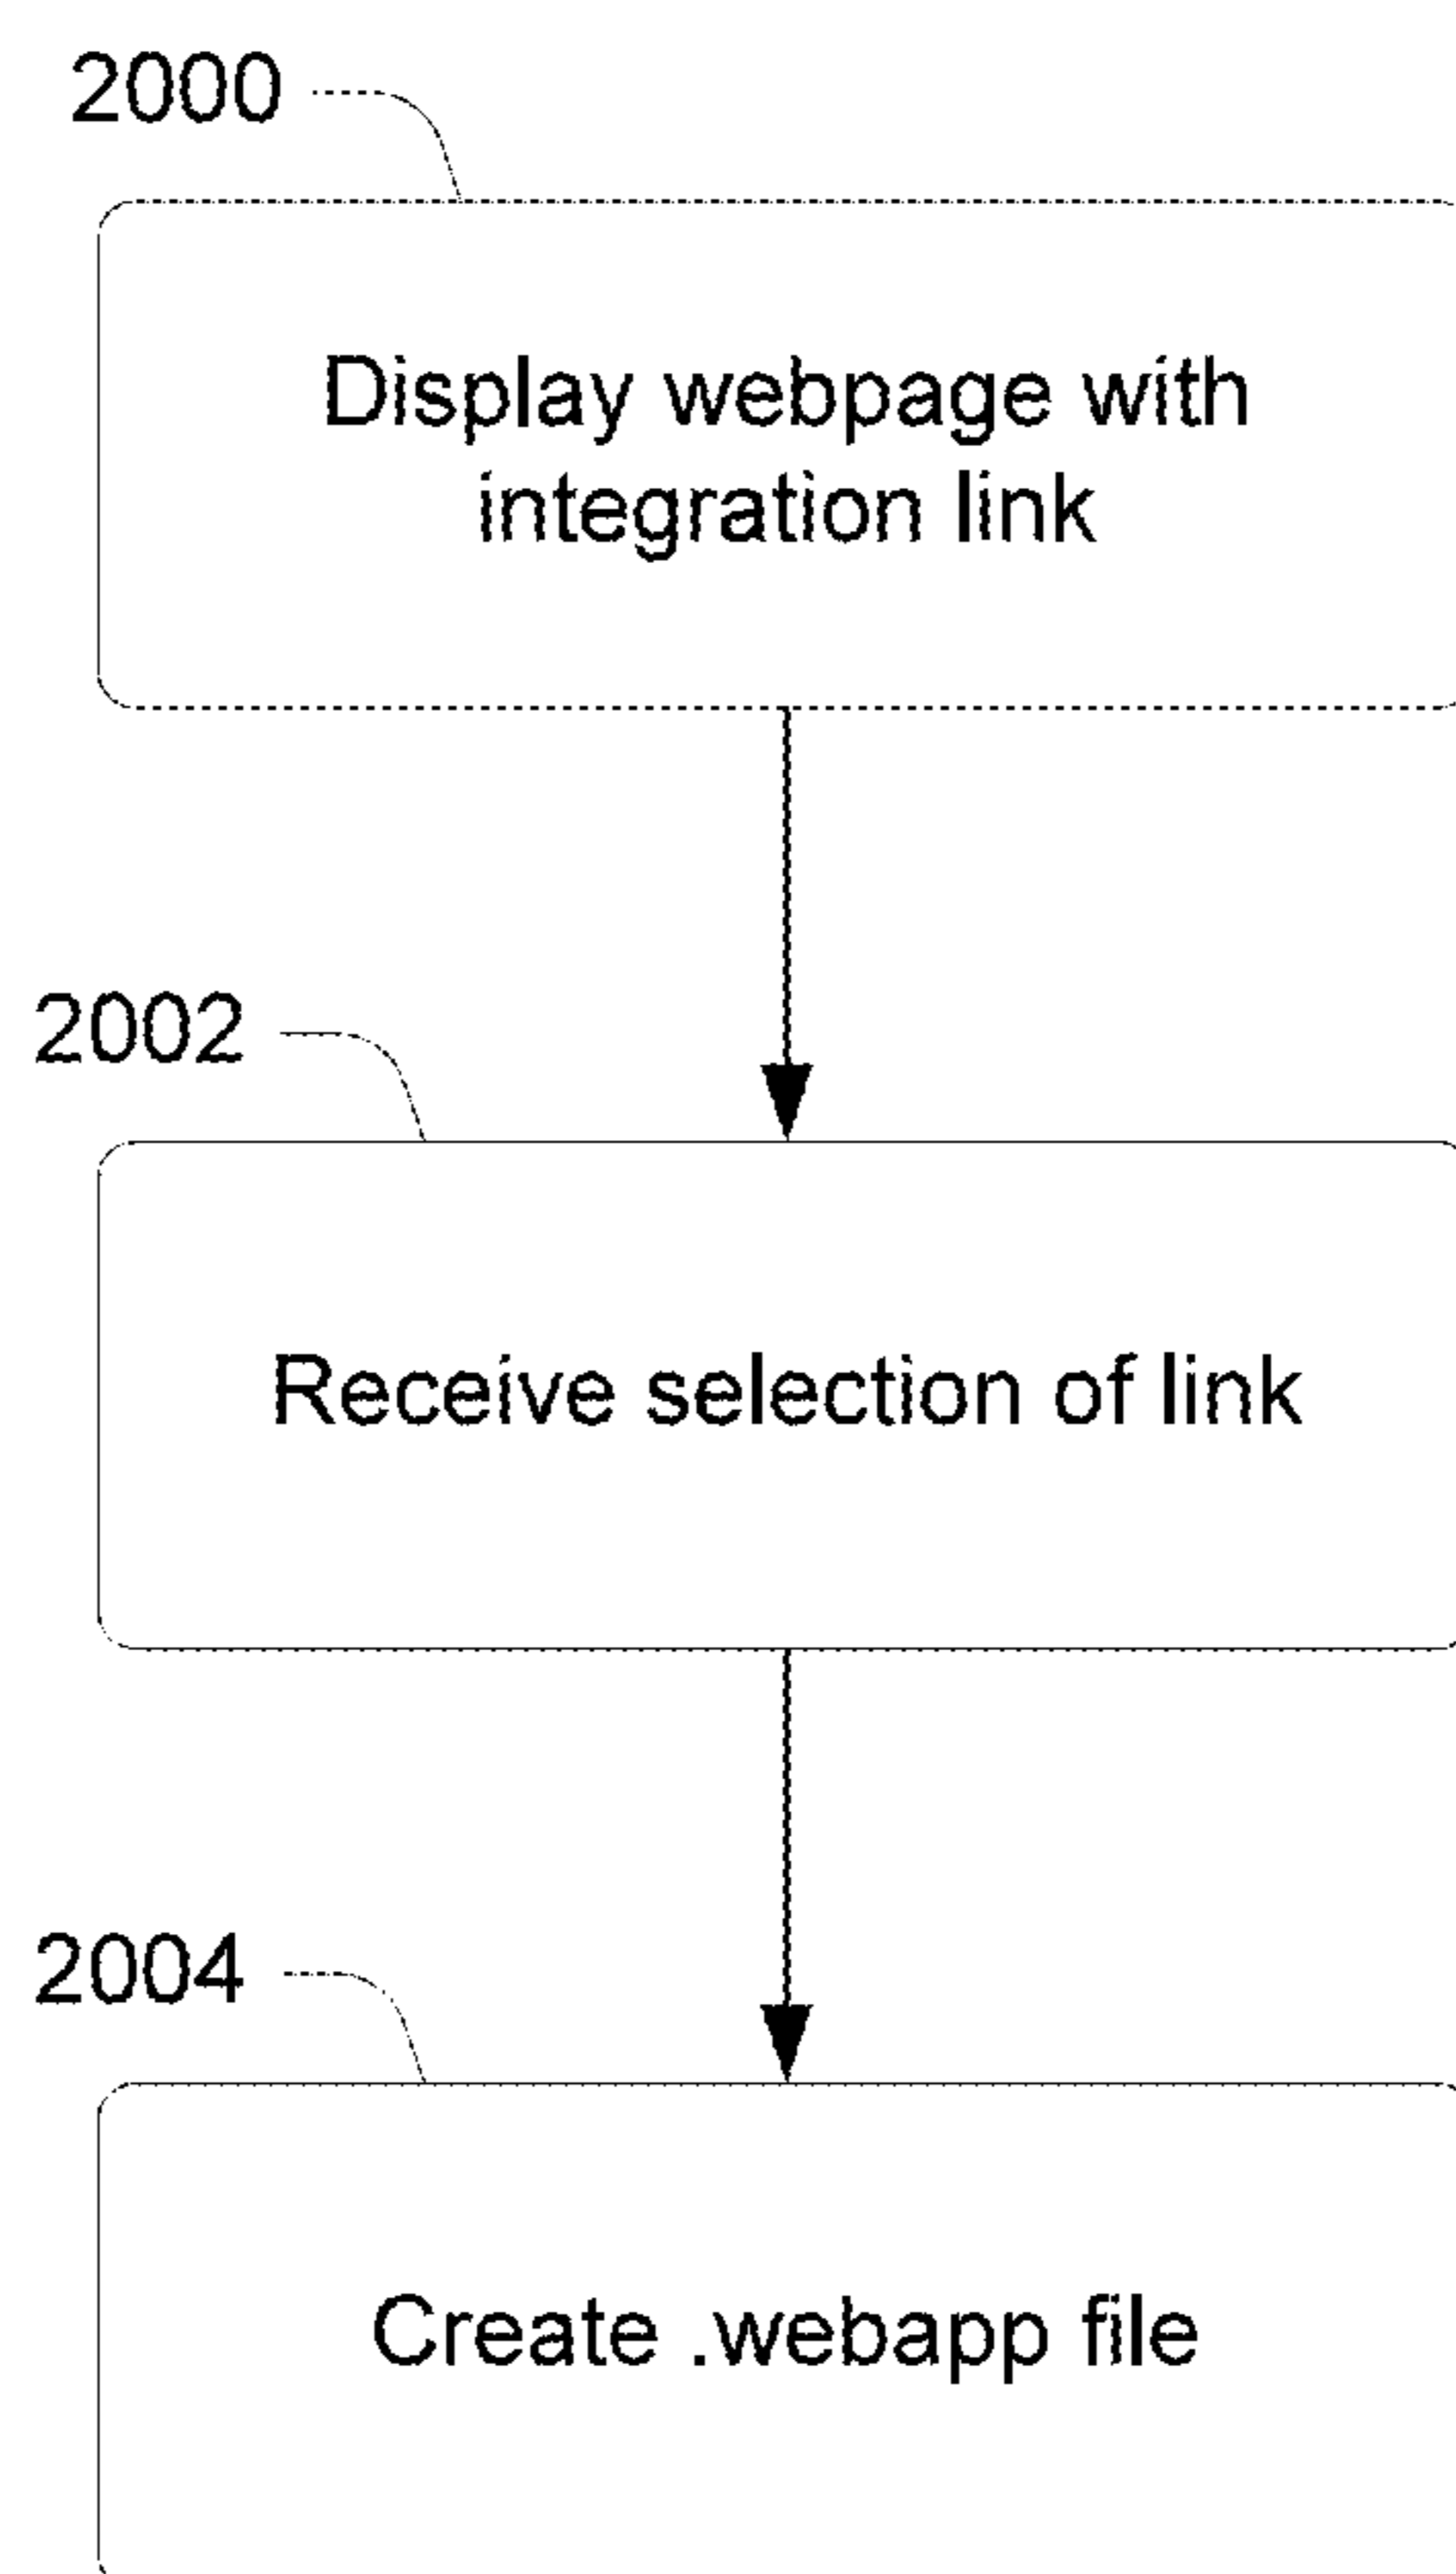 2000
Display webpage with
integration link
2002
Receive selection of link
2004
Create .webapp file